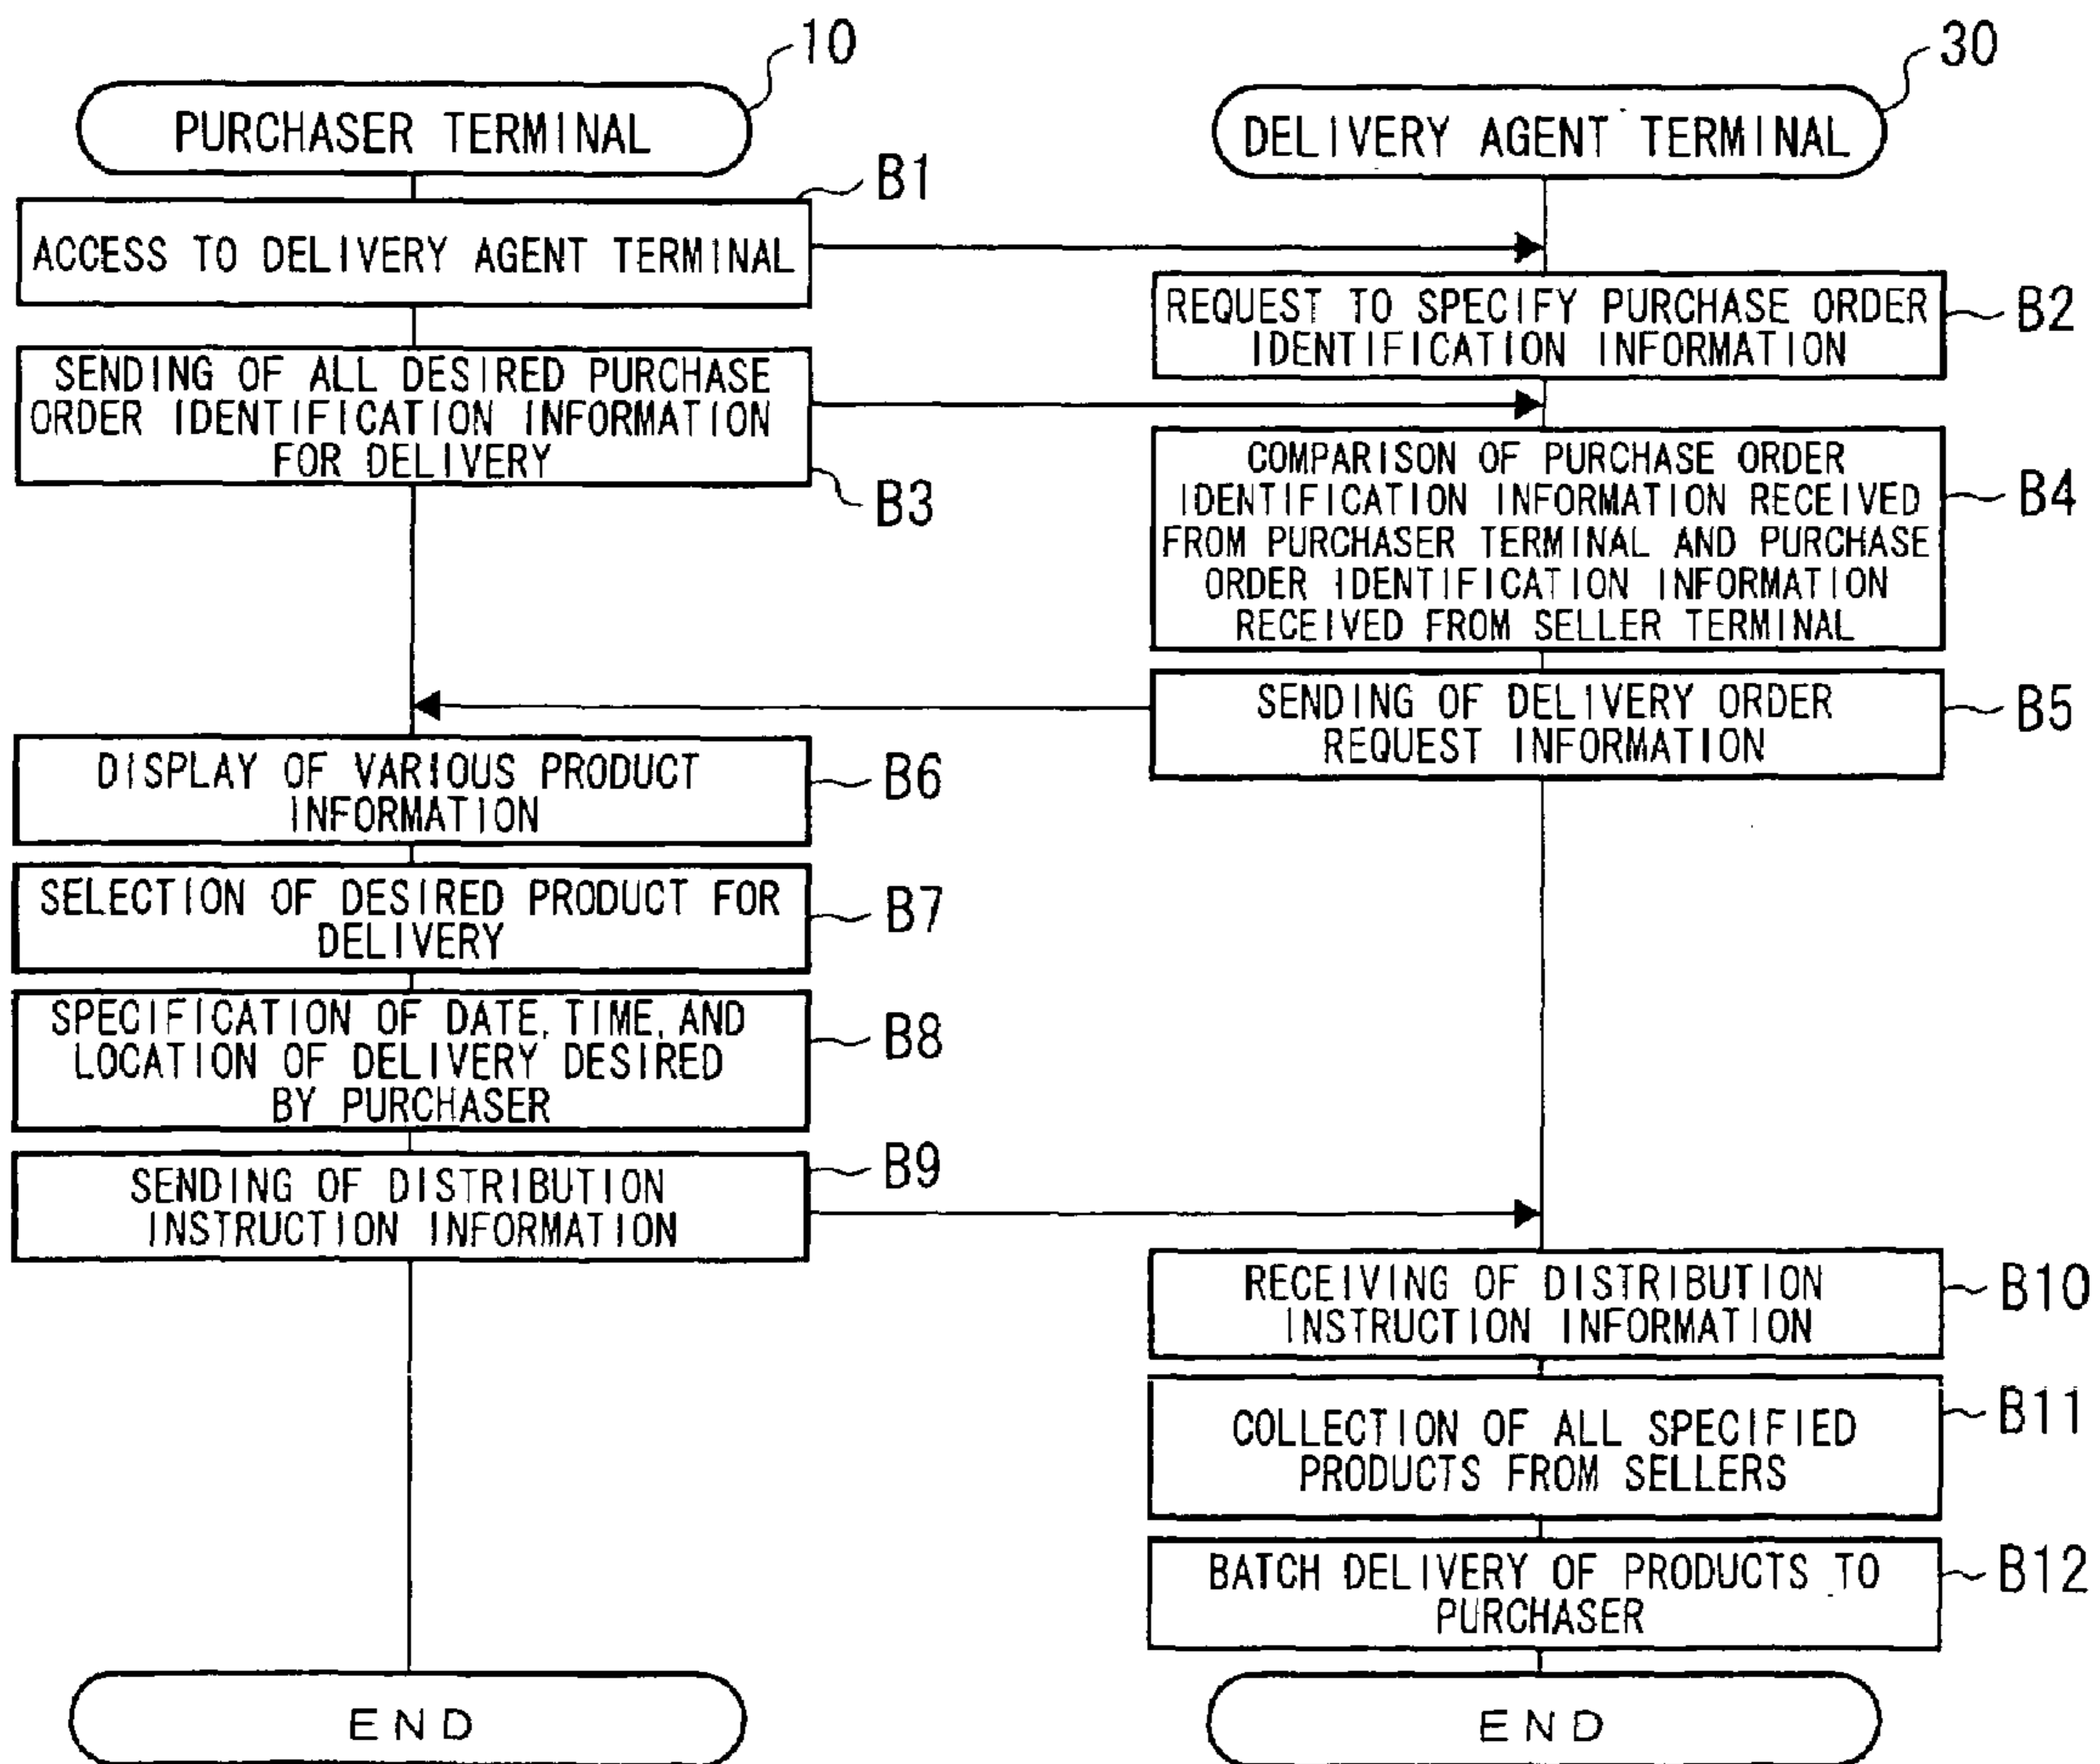 10
30
PURCHASER TERMINAL
DELIVERY AGENT TERMINAL
B1
ACCESS TO DELIVERY AGENT TERMINAL
REQUEST TO SPECIFY PURCHASE ORDER
IDENTIFICATION INFORMATION
B2
SENDING OF ALL DESIRED PURCHASE
ORDER IDENTIFICATION INFORMATION
FOR DELIVERY
B3
COMPARISON OF PURCHASE ORDER
IDENTIFICATION INFORMATION RECEIVED
FROM PURCHASER TERMINAL AND PURCHASE
ORDER IDENTIFICATION INFORMATION
RECEIVED FROM SELLER TERMINAL
B4
SENDING OF DELIVERY ORDER
REQUEST INFORMATION
B5
DISPLAY OF VARIOUS PRODUCT
INFORMATION
B6
SELECTION OF DESIRED PRODUCT FOR
DELIVERY
B7
SPECIFICATION OF DATE, TIME, AND
LOCATION OF DELIVERY DESIRED
BY PURCHASER
B8
SENDING OF DISTRIBUTION
INSTRUCTION INFORMATION
B9
RECEIVING OF DISTRIBUTION
INSTRUCTION INFORMATION
B10
COLLECTION OF ALL SPECIFIED
PRODUCTS FROM SELLERS
B11
BATCH DELIVERY OF PRODUCTS TO
PURCHASER
B12
END
END